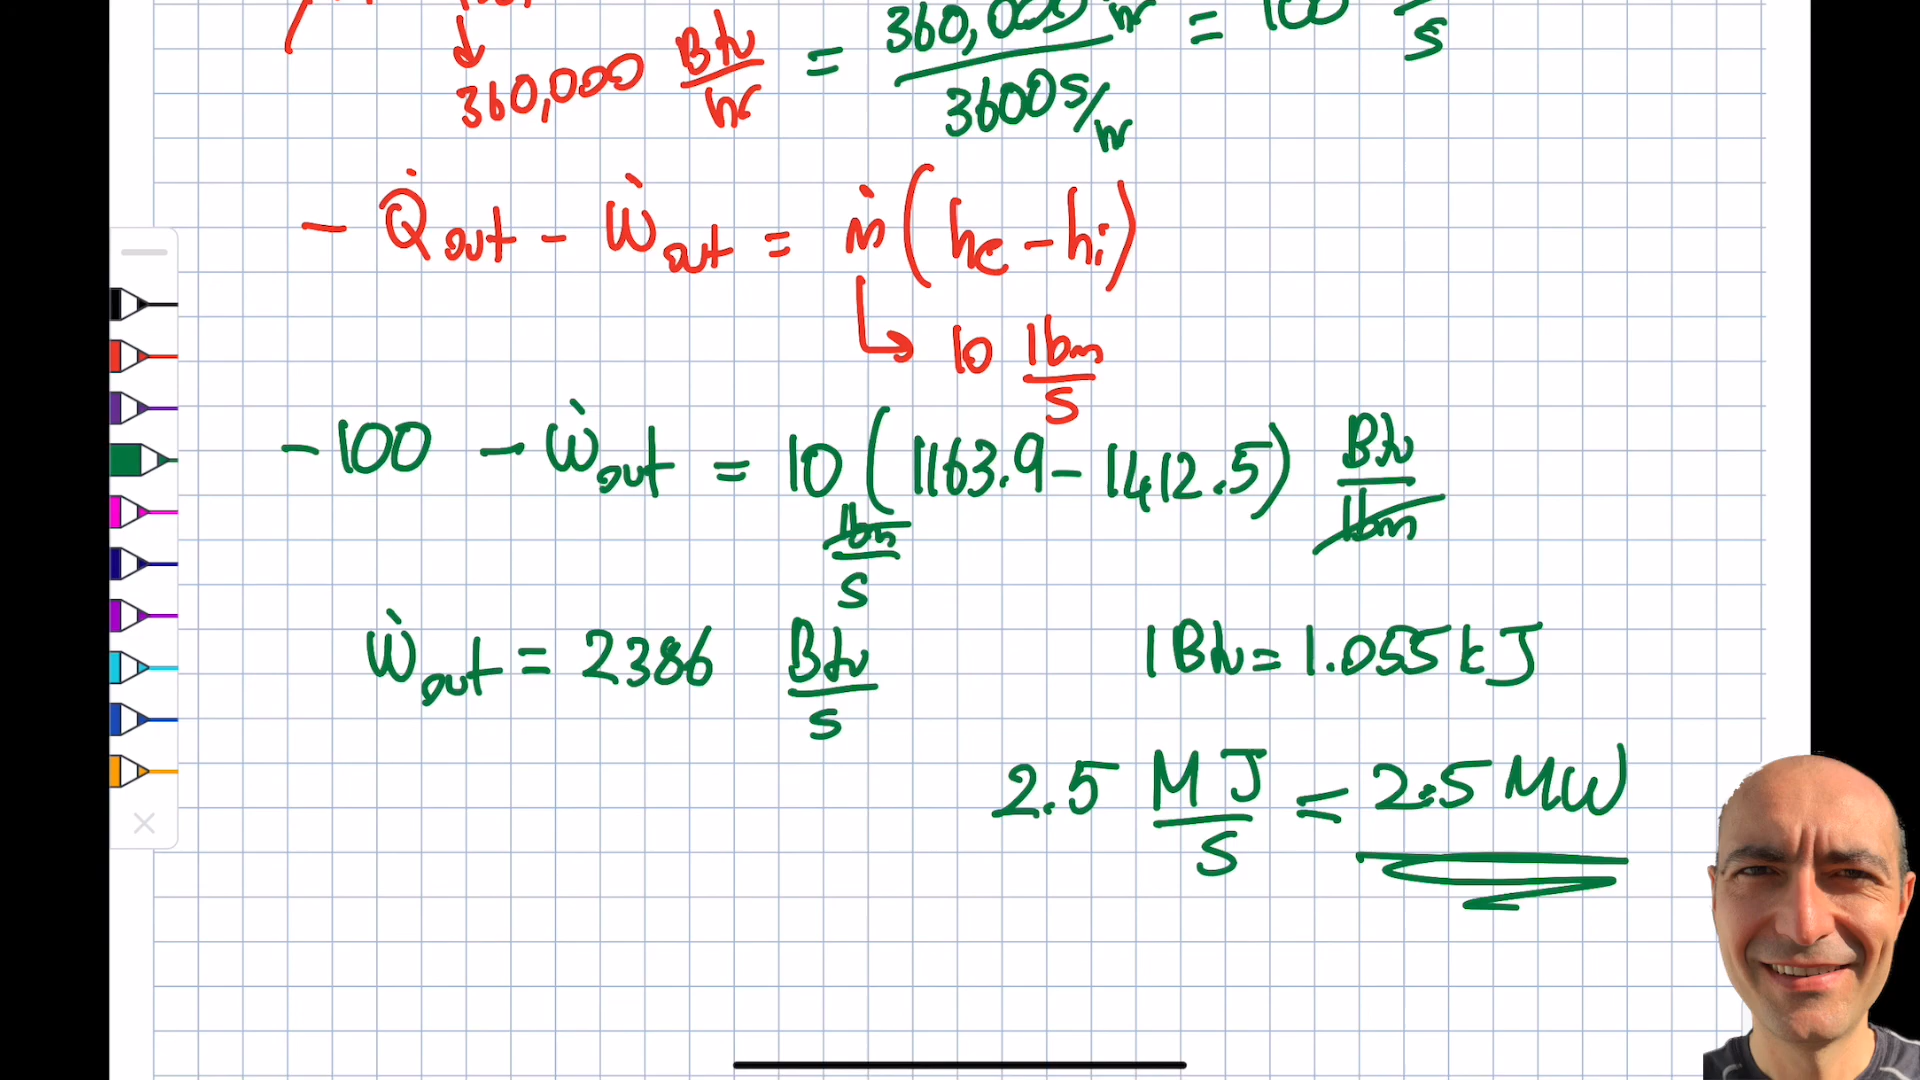 360,000 Btu/hr = 360,000 /hr / 3600 s/hr = 100 /s
- Q̇out - Ẇout = ṁ(he - hi)
↳ 10 lbm/s
-100 - Ẇout = 10 lbm/s (1163.9 - 1412.5) Btu/lbm
Ẇout = 2386 Btu/s
1 Btu = 1.055 kJ
2.5 MJ/s = 2.5 MW